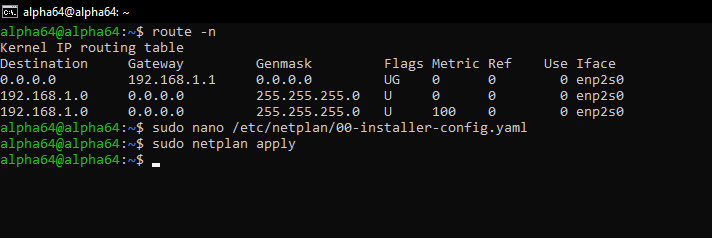 alpha64@alpha64: ~
alpha64@alpha64:~$ route -n
Kernel IP routing table
Destination     Gateway         Genmask         Flags Metric Ref    Use Iface
0.0.0.0         192.168.1.1     0.0.0.0         UG    0      0        0 enp2s0
192.168.1.0     0.0.0.0         255.255.255.0   U     0      0        0 enp2s0
192.168.1.0     0.0.0.0         255.255.255.0   U     100    0        0 enp2s0
alpha64@alpha64:~$ sudo nano /etc/netplan/00-installer-config.yaml
alpha64@alpha64:~$ sudo netplan apply
alpha64@alpha64:~$